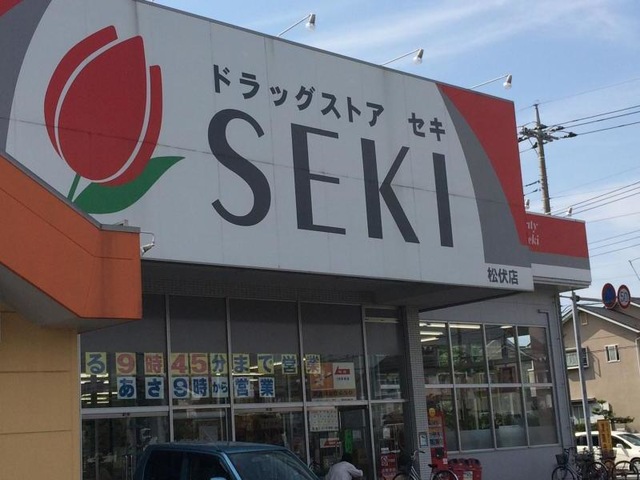 ドラッグストア セキ
SEKI
松伏店
る9時45分まで営業
あさ9時から営業